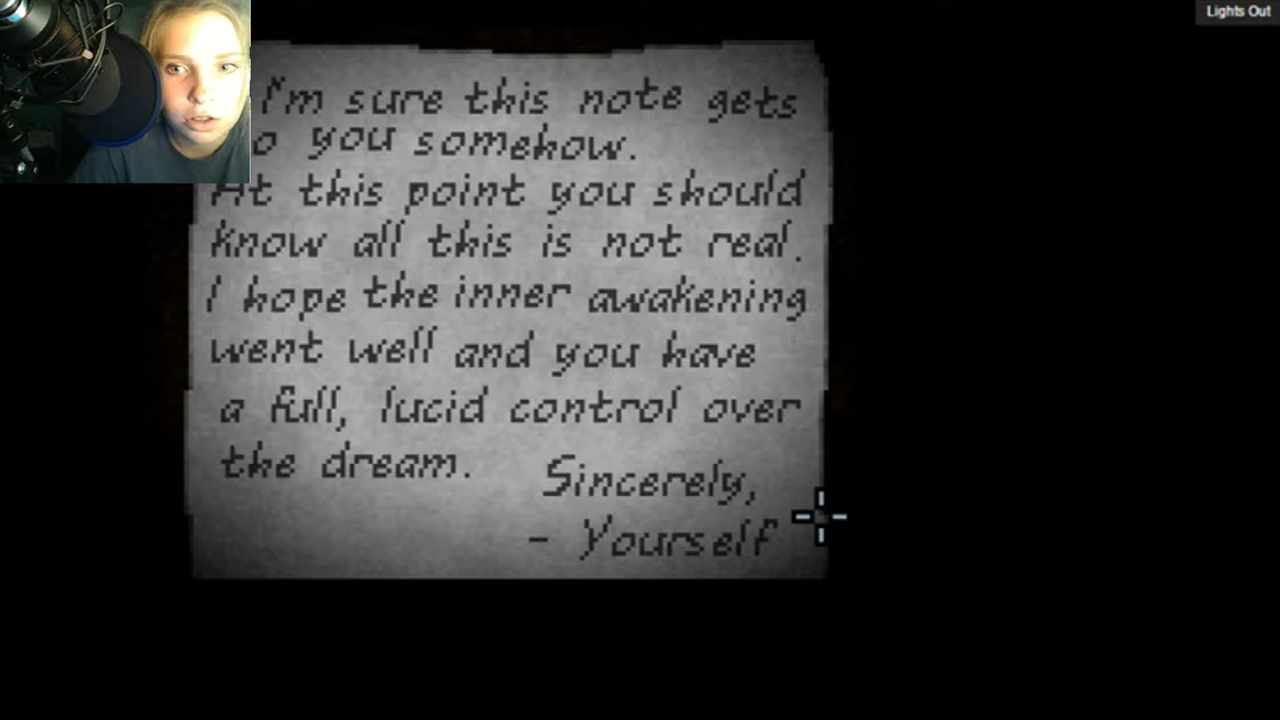 Lights Out
I'm sure this note gets
o you somehow.
At this point you should
know all this is not real.
I hope the inner awakening
went well and you have
a full, lucid control over
the dream.
Sincerely,
- Yourself